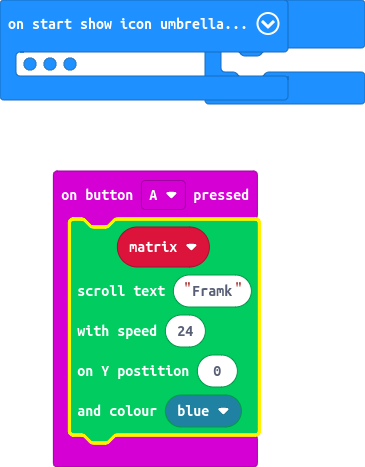 on start show icon umbrella...
on button A pressed
matrix
scroll text "Framk"
with speed 24
on Y postition 0
and colour blue